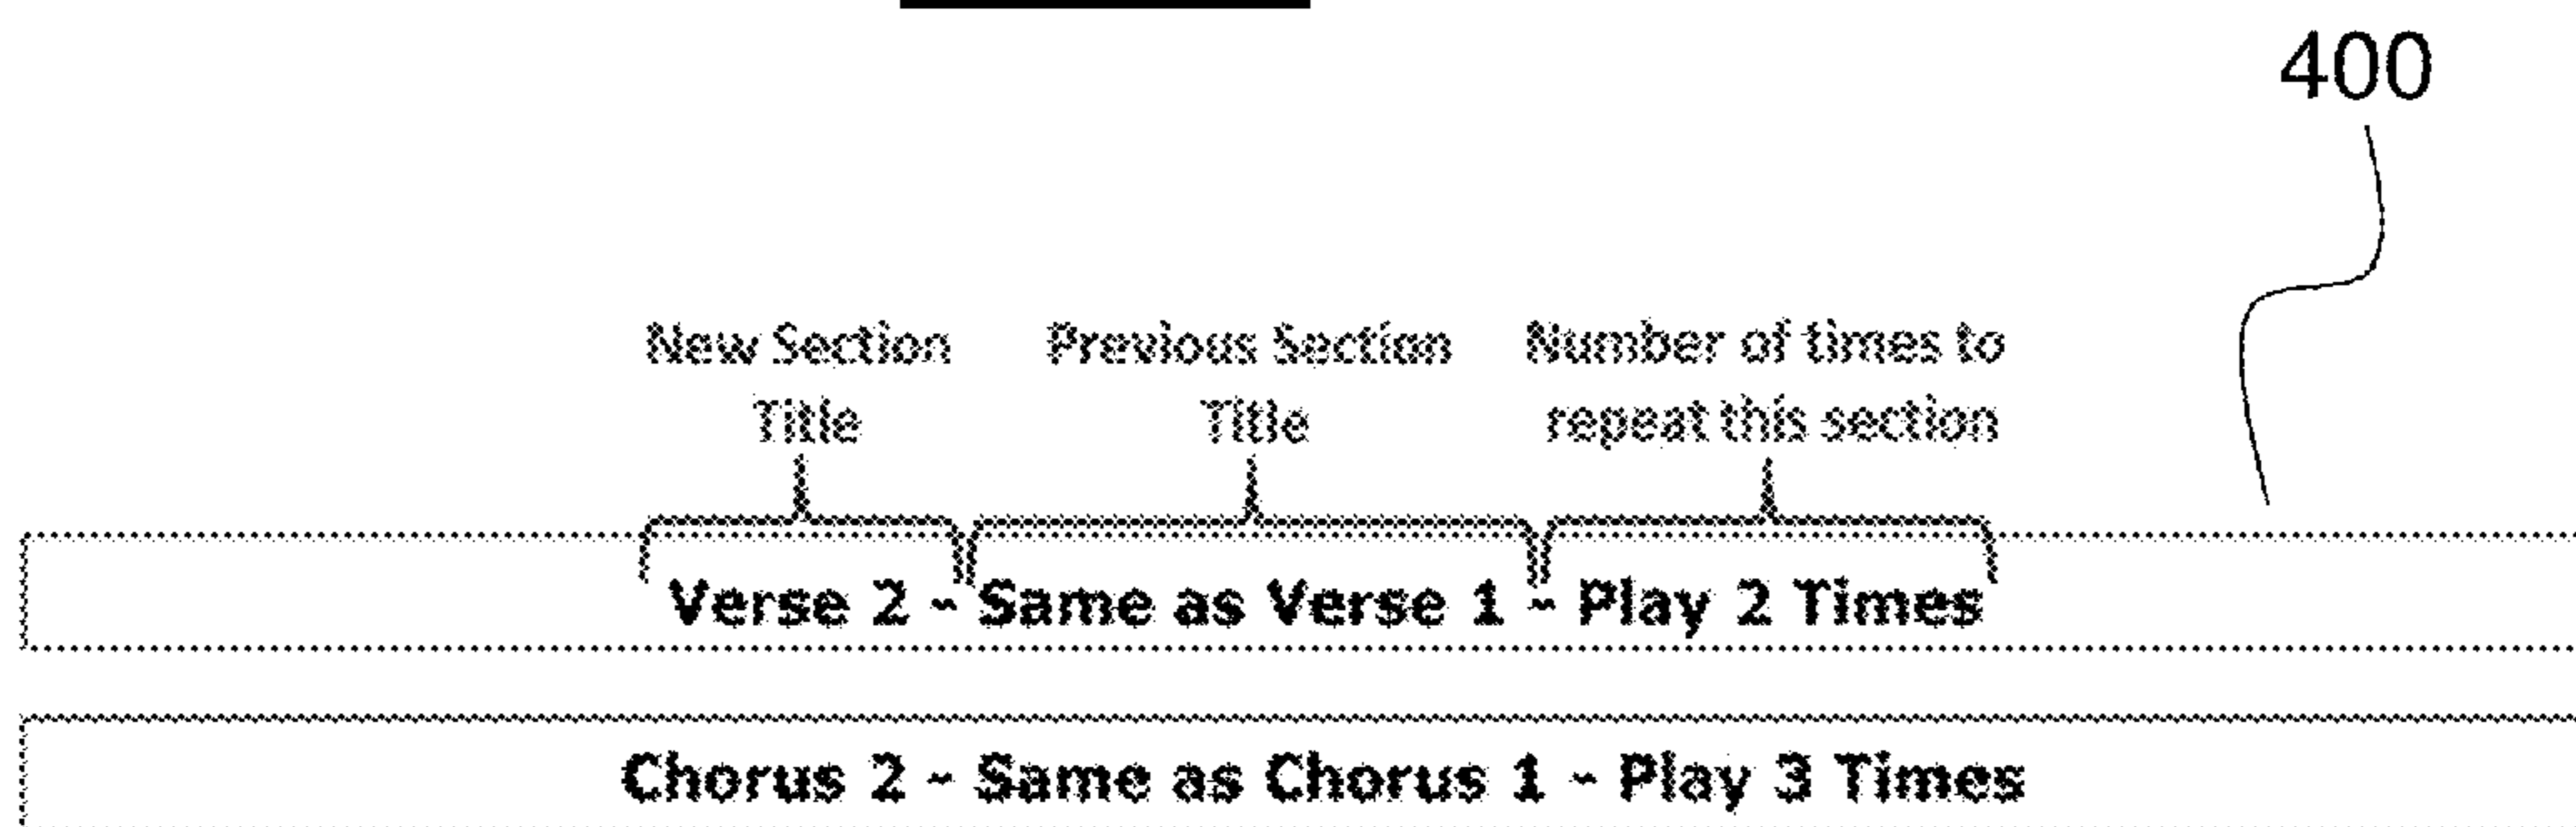 400
New Section Previous Section Number of times to
Title Title repeat this section
Verse 2 - Same as Verse 1 - Play 2 Times
Chorus 2 - Same as Chorus 1 - Play 3 Times